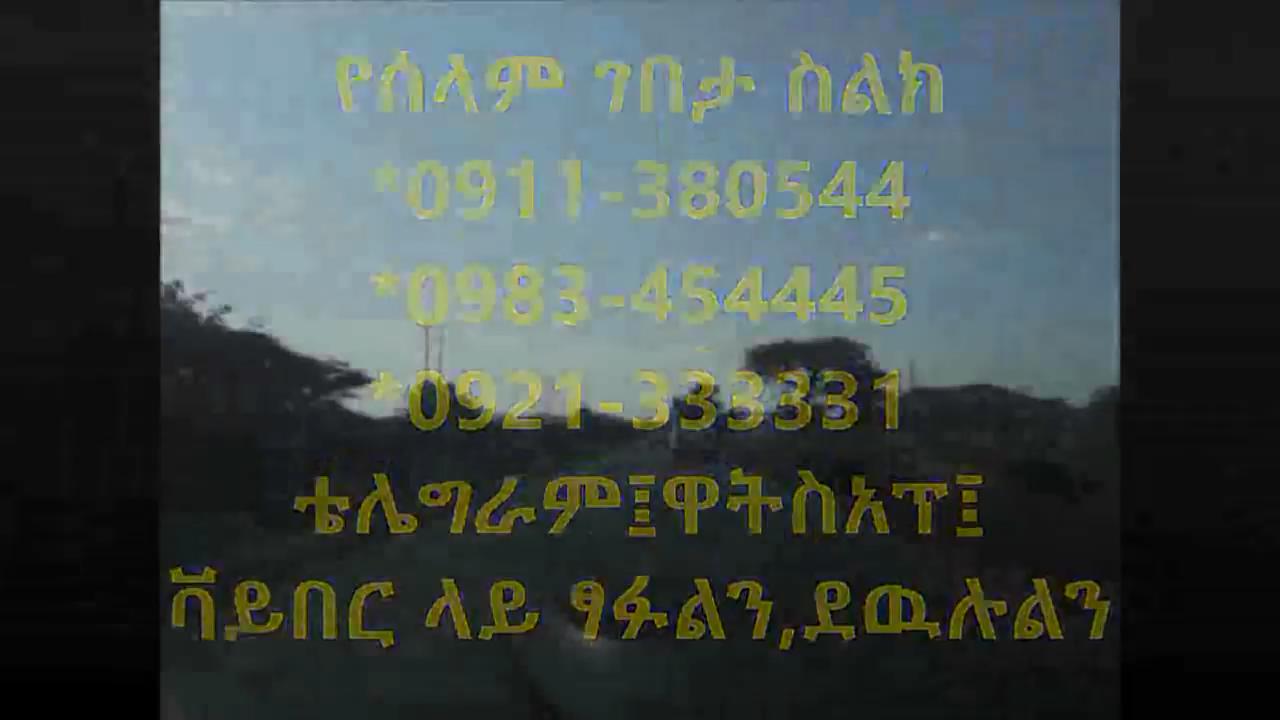 የሰላም ገበታ ስልክ
*0911-380544
*0983-454445
*0921-333331
ቴሌግራም፤ዋትስአፕ፤
ቫይበር ላይ ፃፉልን,ደዉሉልን